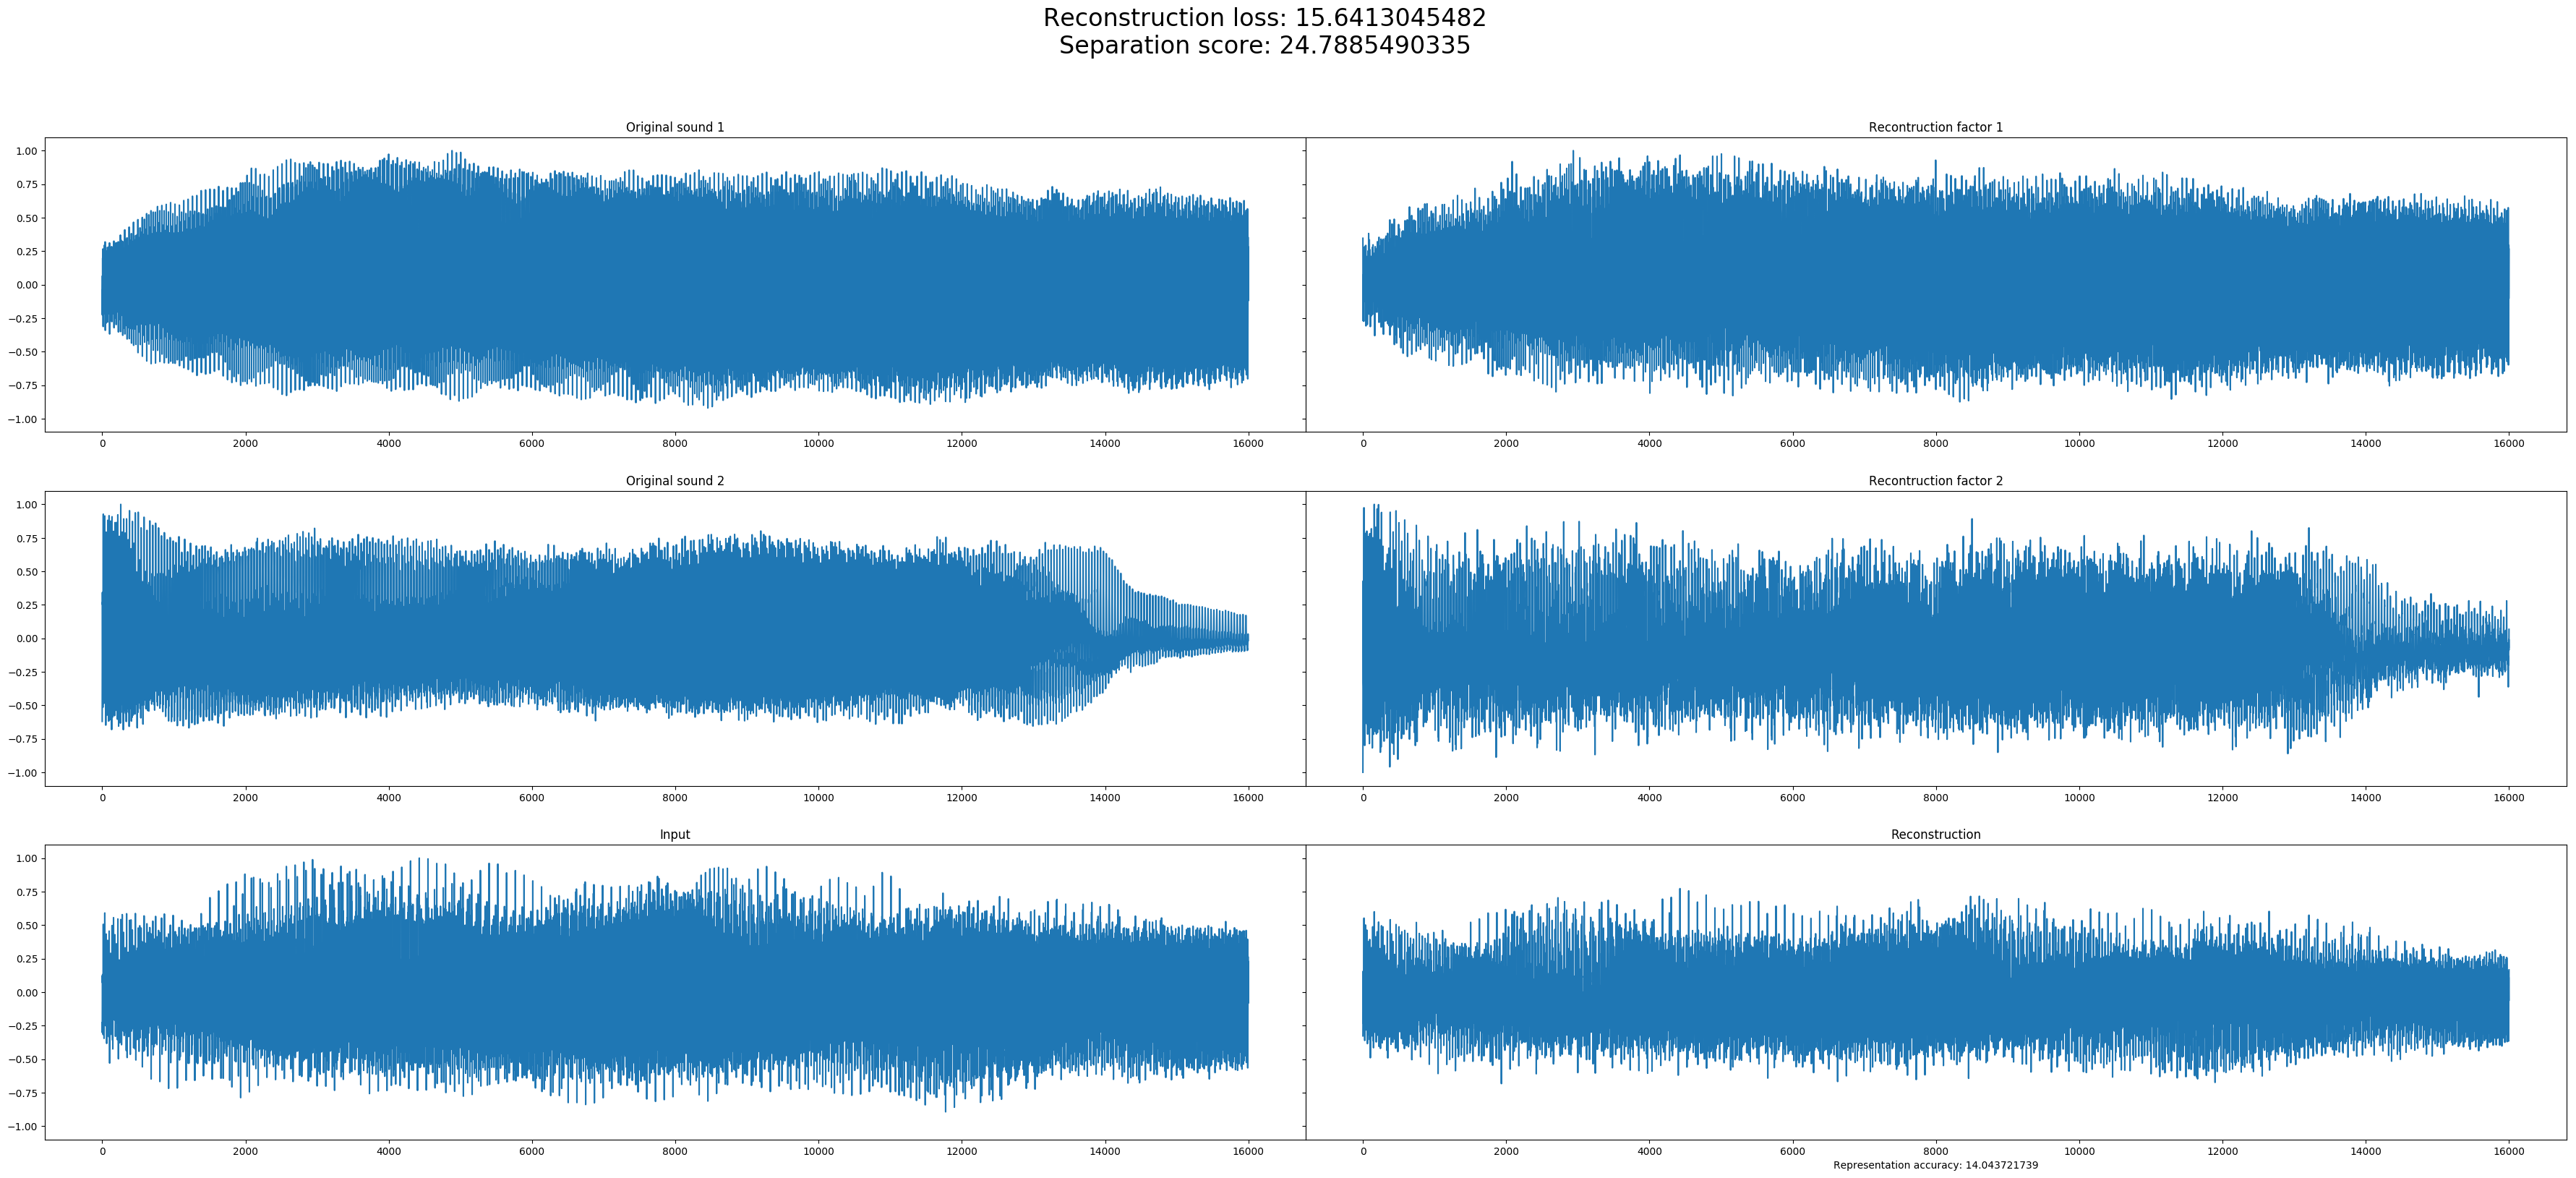 Reconstruction loss: 15.6413045482
Separation score: 24.7885490335
Original sound 1
Recontruction factor 1
1.00
0.75
0.50
0.25
0.00
−0.25
−0.50
−0.75
−1.00
0 2000 4000 6000 8000 10000 12000 14000 16000
0 2000 4000 6000 8000 10000 12000 14000 16000
Original sound 2
Recontruction factor 2
1.00
0.75
0.50
0.25
0.00
−0.25
−0.50
−0.75
−1.00
0 2000 4000 6000 8000 10000 12000 14000 16000
0 2000 4000 6000 8000 10000 12000 14000 16000
Input
Reconstruction
1.00
0.75
0.50
0.25
0.00
−0.25
−0.50
−0.75
−1.00
0 2000 4000 6000 8000 10000 12000 14000 16000
0 2000 4000 6000 8000 10000 12000 14000 16000
Representation accuracy: 14.043721739